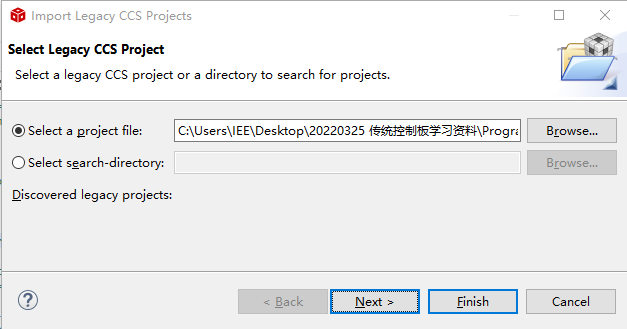 Import Legacy CCS Projects
Select Legacy CCS Project
Select a legacy CCS project or a directory to search for projects.
Select a project file:
C:\Users\IEE\Desktop\20220325 传统控制板学习资料\Progra
Browse...
Select search-directory:
Browse...
Discovered legacy projects:
?
< Back
Next >
Finish
Cancel